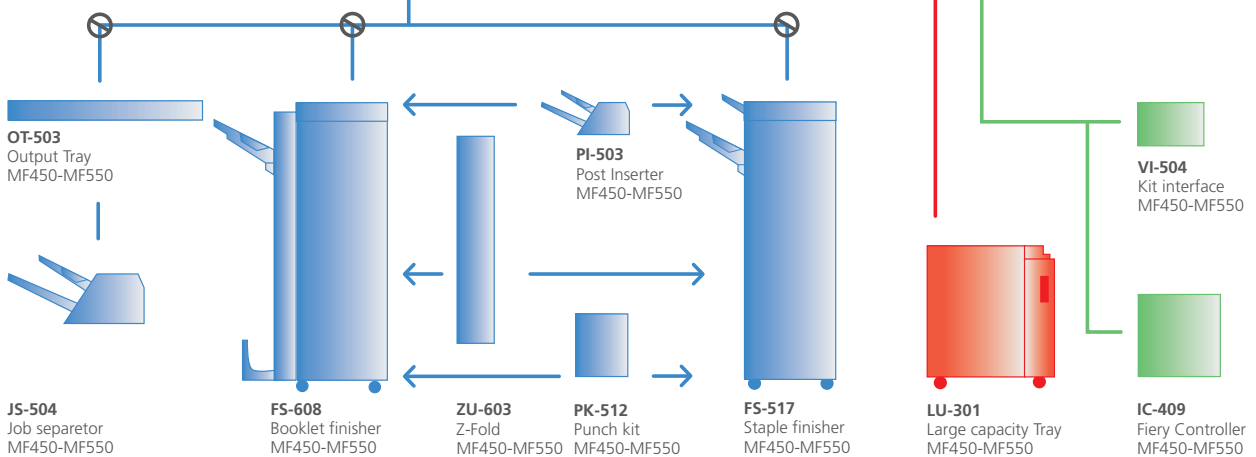 OT-503
Output Tray
MF450-MF550
PI-503
Post Inserter
MF450-MF550
VI-504
Kit interface
MF450-MF550
JS-504
Job separetor
MF450-MF550
FS-608
Booklet finisher
MF450-MF550
ZU-603
Z-Fold
MF450-MF550
PK-512
Punch kit
MF450-MF550
FS-517
Staple finisher
MF450-MF550
LU-301
Large capacity Tray
MF450-MF550
IC-409
Fiery Controller
MF450-MF550